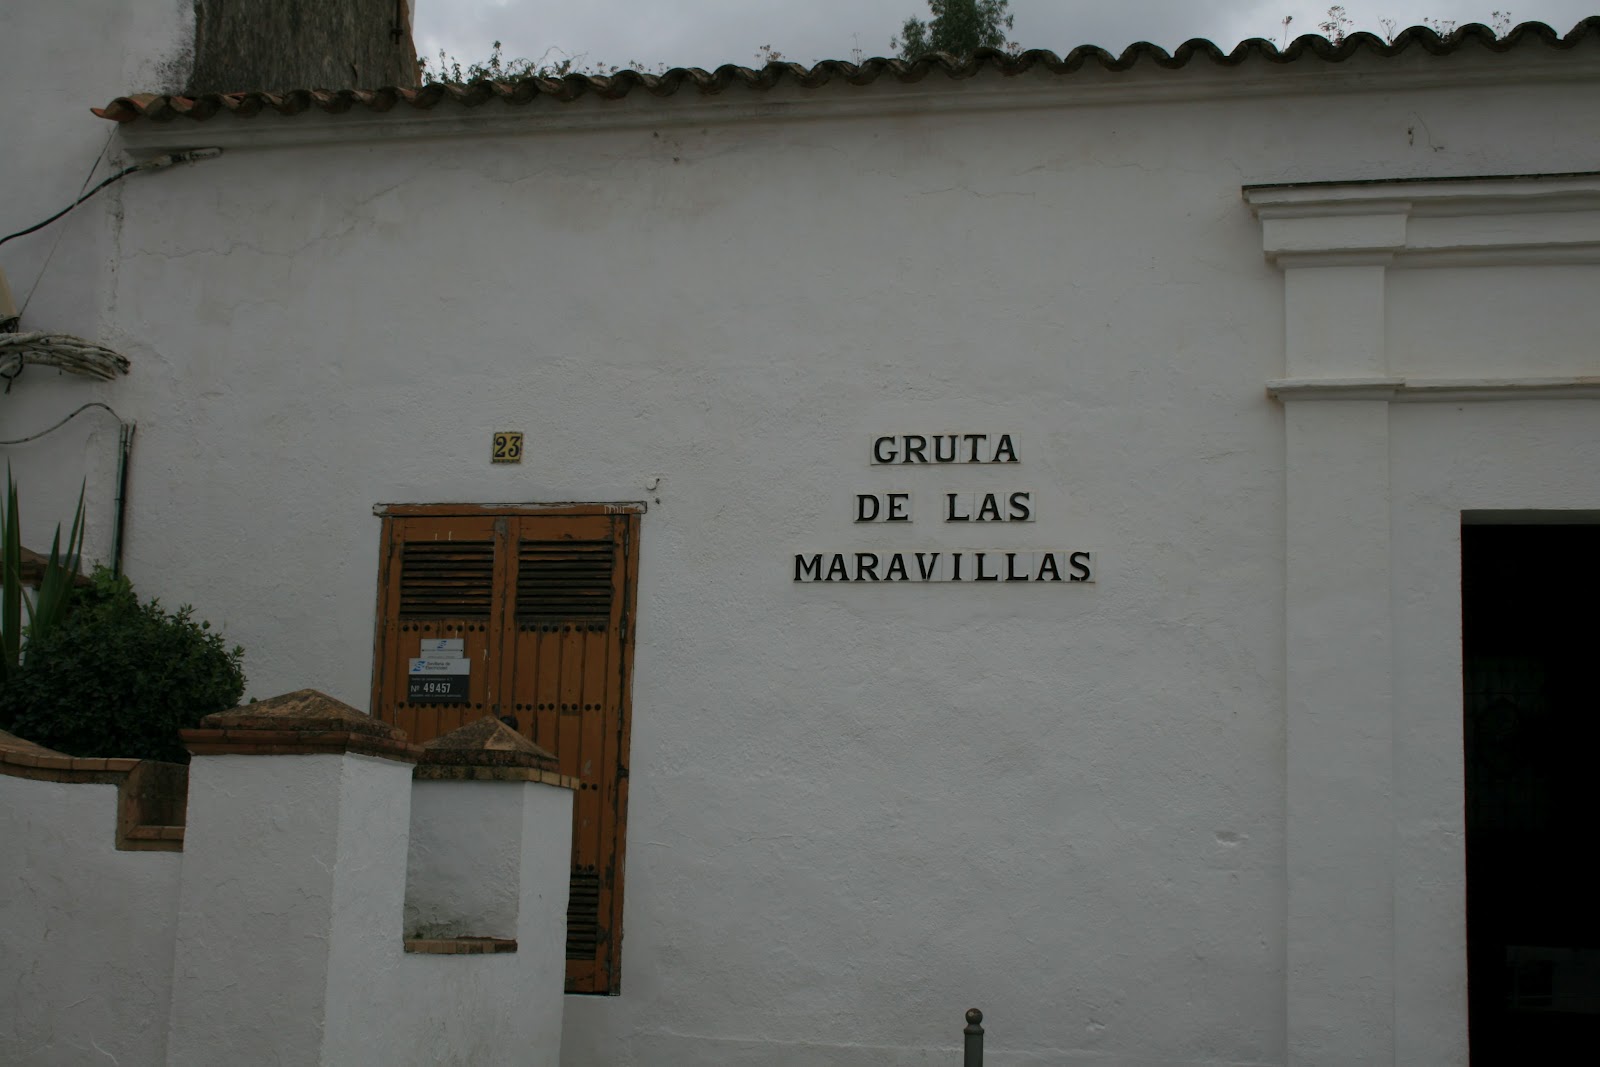 23
GRUTA
DE LAS
MARAVILLAS
Nº 49457